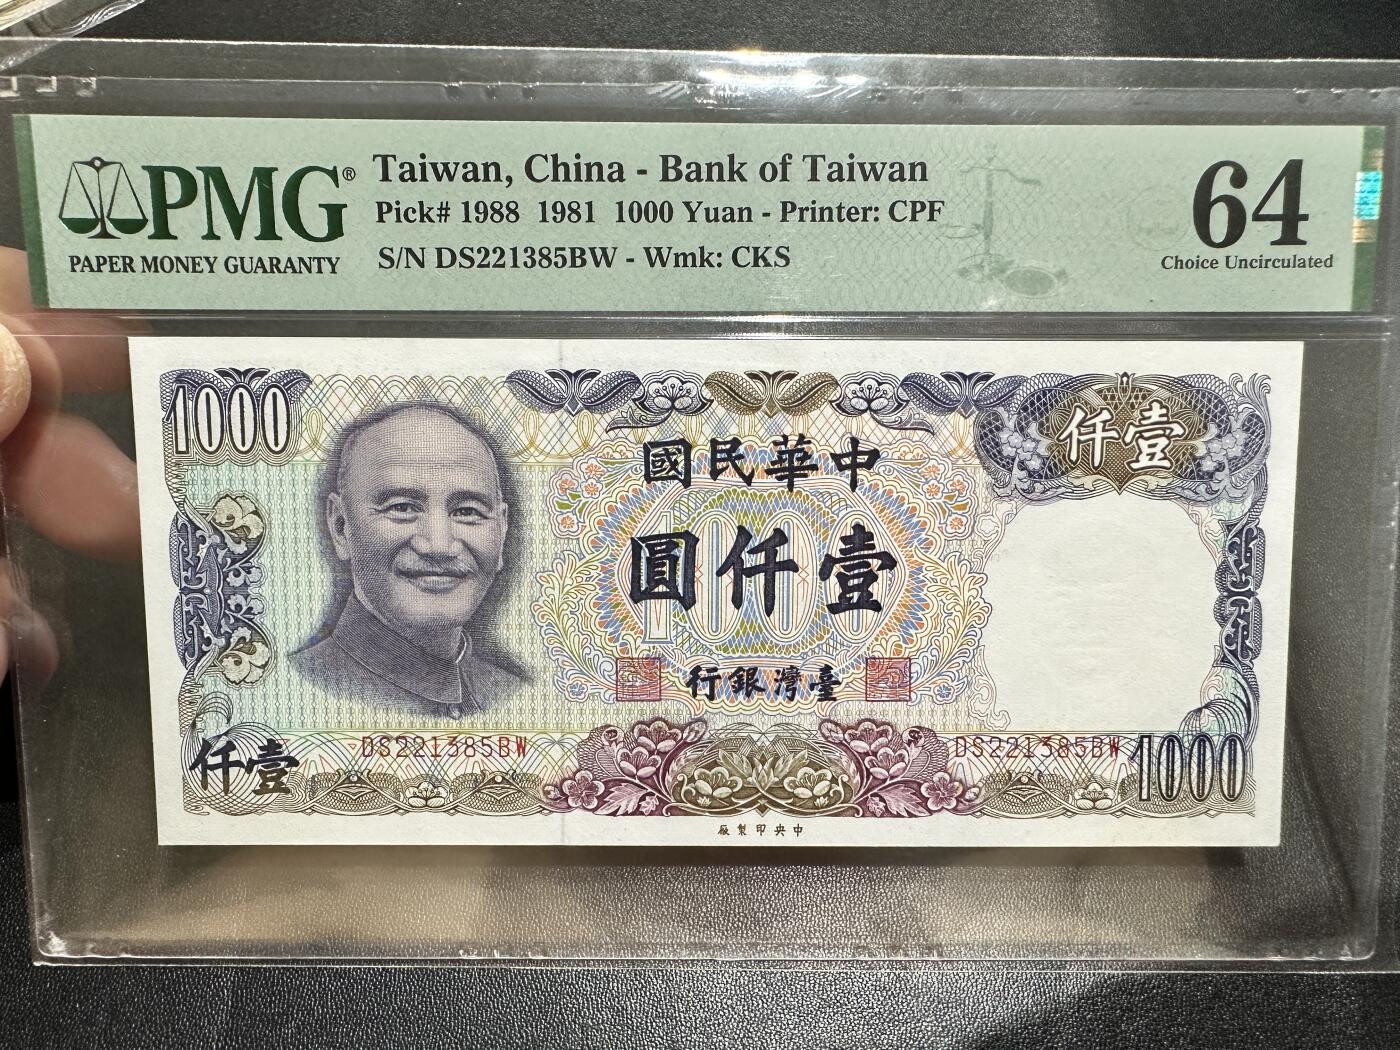 PMG®
PAPER MONEY GUARANTY
Taiwan, China - Bank of Taiwan
Pick# 1988 1981 1000 Yuan - Printer: CPF
S/N DS221385BW - Wmk: CKS
64
Choice Uncirculated
1000
仟壹
國民華中
1000
圓仟壹
行銀灣臺
仟壹
DS221385BW
DS221385BW
1000
廠製印央中